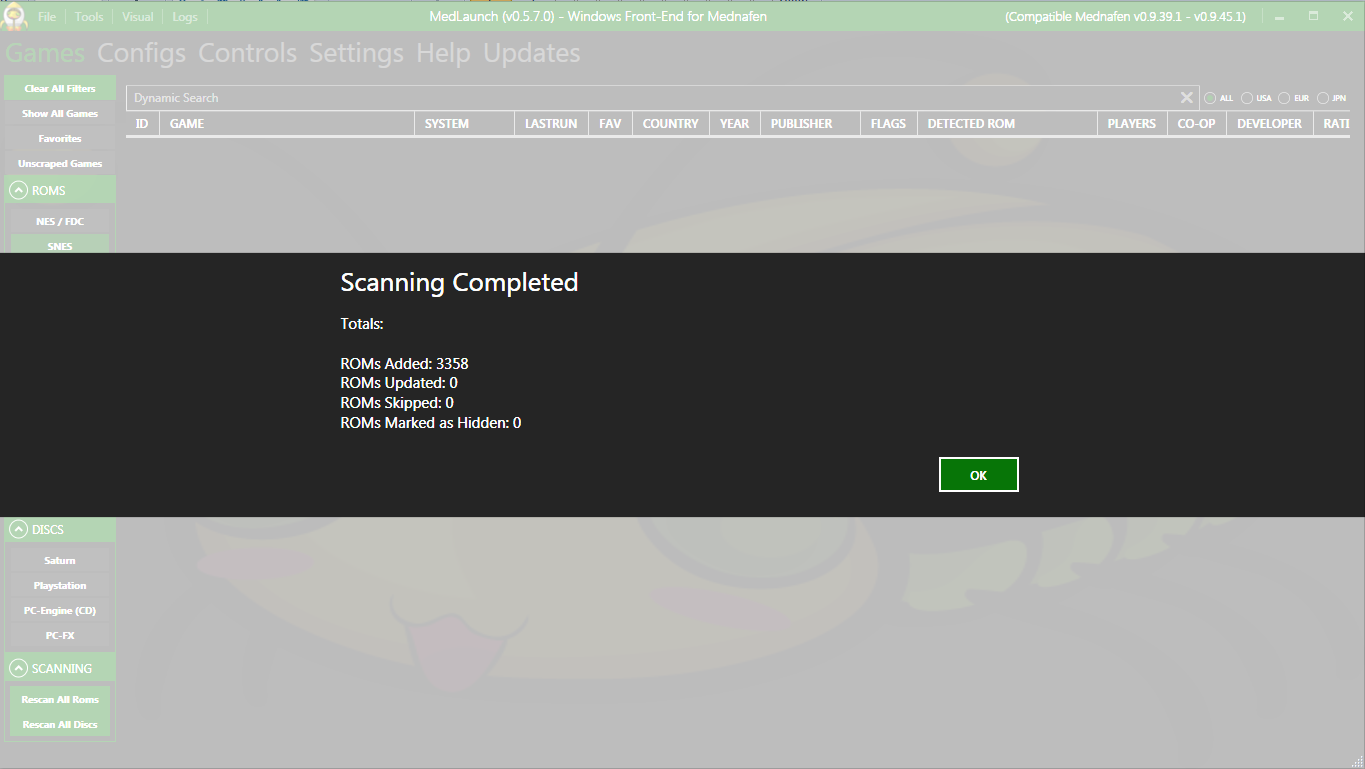 File Tools Visual Logs MedLaunch (v0.5.7.0) - Windows Front-End for Mednafen (Compatible Mednafen v0.9.39.1 - v0.9.45.1)
Games Configs Controls Settings Help Updates
Clear All Filters
Dynamic Search ALL USA EUR JPN
Show All Games
ID GAME SYSTEM LASTRUN FAV COUNTRY YEAR PUBLISHER FLAGS DETECTED ROM PLAYERS CO-OP DEVELOPER RATI
Favorites
Unscraped Games
ROMS
NES / FDC
SNES
Scanning Completed
Totals:
ROMs Added: 3358
ROMs Updated: 0
ROMs Skipped: 0
ROMs Marked as Hidden: 0
OK
DISCS
Saturn
Playstation
PC-Engine (CD)
PC-FX
SCANNING
Rescan All Roms
Rescan All Discs